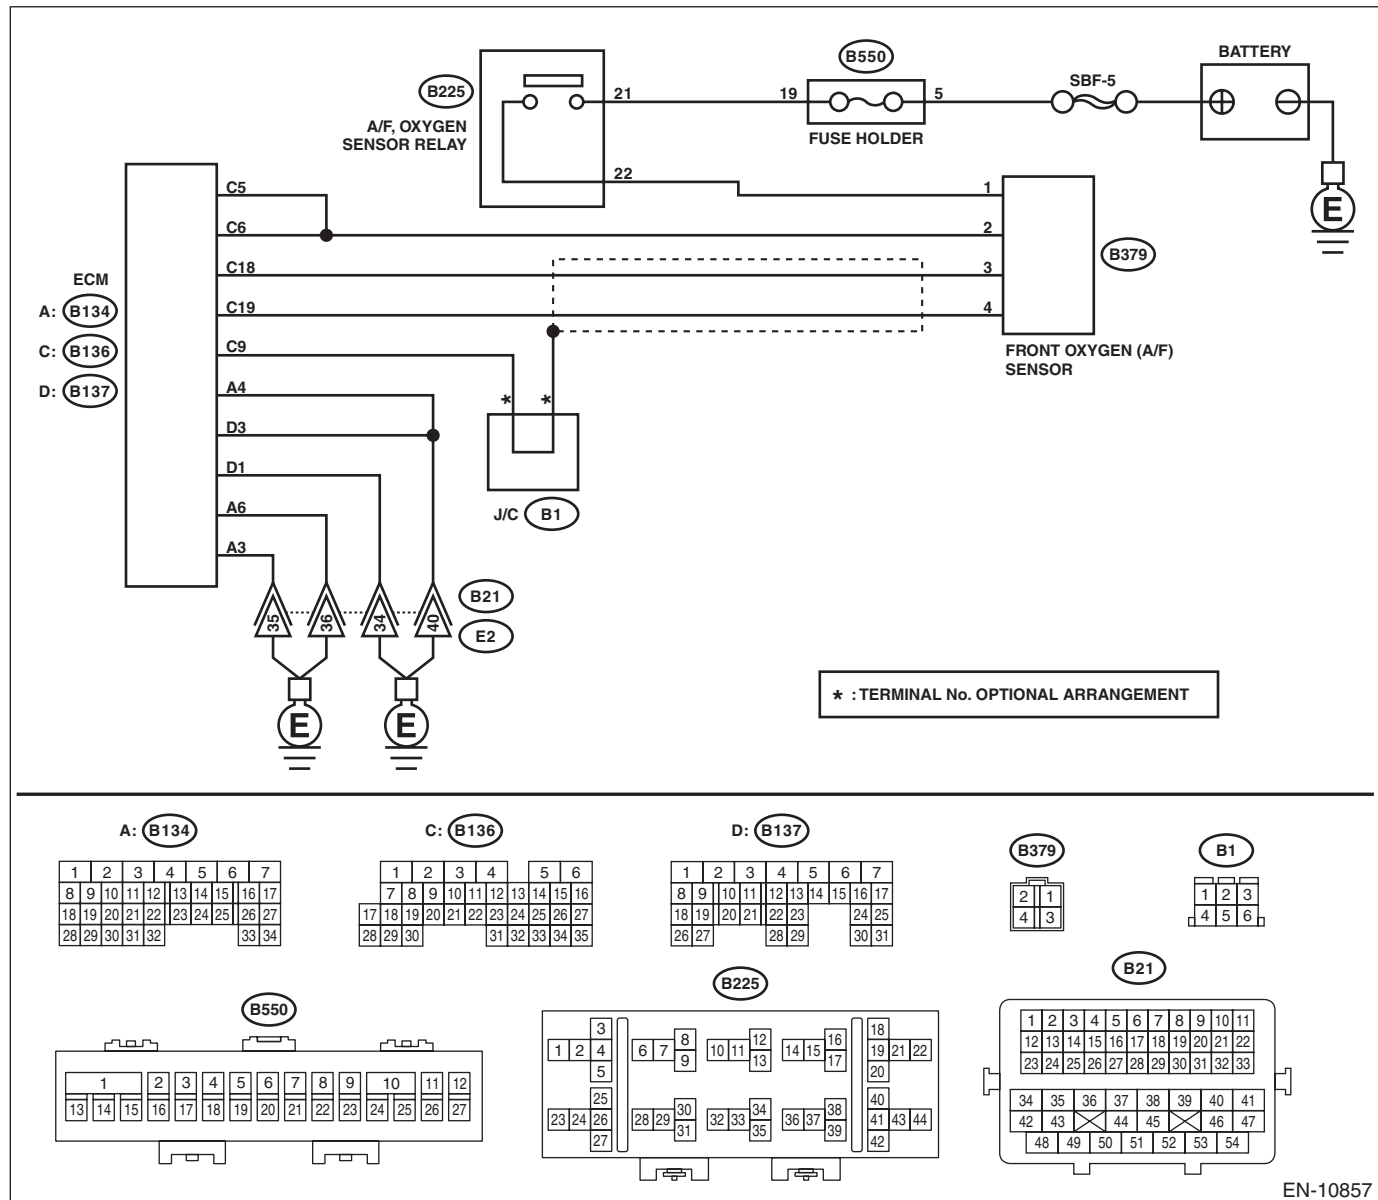 BATTERY
B550
SBF-5
B225
21
19
5
A/F, OXYGEN
SENSOR RELAY
FUSE HOLDER
22
C5
1
E
C6
2
B379
C18
3
ECM
A: B134
C19
4
C: B136
C9
FRONT OXYGEN (A/F)
SENSOR
D: B137
A4
* *
D3
D1
J/C B1
A6
A3
B21
35 36 34 40
E2
* : TERMINAL No. OPTIONAL ARRANGEMENT
E E
A: B134
1 2 3 4 5 6 7
8 9 10 11 12 13 14 15 16 17
18 19 20 21 22 23 24 25 26 27
28 29 30 31 32 33 34
C: B136
1 2 3 4 5 6
7 8 9 10 11 12 13 14 15 16
17 18 19 20 21 22 23 24 25 26 27
28 29 30 31 32 33 34 35
D: B137
1 2 3 4 5 6 7
8 9 10 11 12 13 14 15 16 17
18 19 20 21 22 23 24 25
26 27 28 29 30 31
B379
2 1
4 3
B1
1 2 3
4 5 6
B550
1 2 3 4 5 6 7 8 9 10 11 12
13 14 15 16 17 18 19 20 21 22 23 24 25 26 27
B225
3 8 12 16 18
1 2 4 6 7 10 11 14 15 19 21 22
9 13 17
5 20
25 30 34 38 40
23 24 26 28 29 32 33 36 37 41 43 44
31 35 39
27 42
B21
1 2 3 4 5 6 7 8 9 10 11
12 13 14 15 16 17 18 19 20 21 22
23 24 25 26 27 28 29 30 31 32 33
34 35 36 37 38 39 40 41
42 43 44 45 46 47
48 49 50 51 52 53 54
EN-10857